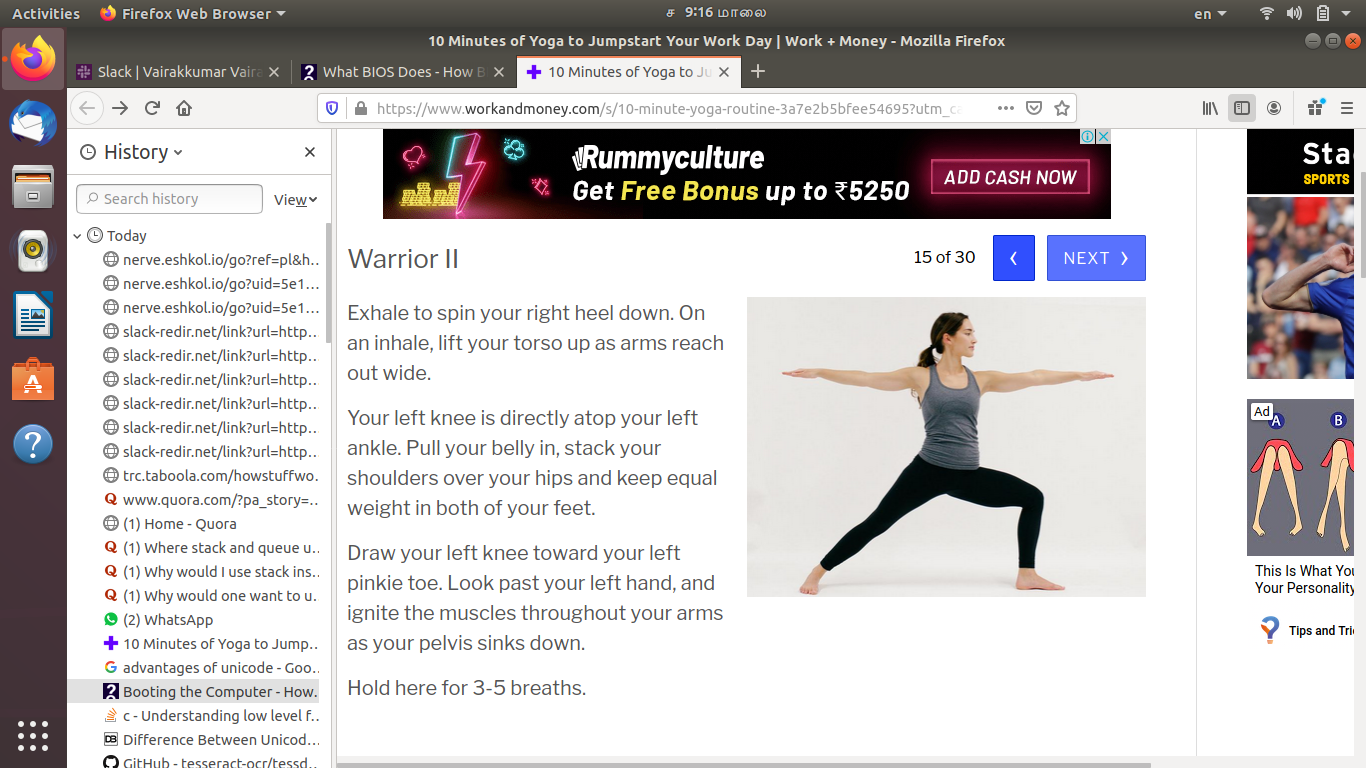 Activities
Firefox Web Browser
ச 9:16 மாலை
en
10 Minutes of Yoga to Jumpstart Your Work Day | Work + Money - Mozilla Firefox
Slack | Vairakkumar Vaira
What BIOS Does - How B
10 Minutes of Yoga to Ju
https://www.workandmoney.com/s/10-minute-yoga-routine-3a7e2b5bfee54695?utm_ca
History
Search history
View
Today
nerve.eshkol.io/go?ref=pl&h…
nerve.eshkol.io/go?uid=5e1…
nerve.eshkol.io/go?uid=5e1…
slack-redir.net/link?url=http…
slack-redir.net/link?url=http…
slack-redir.net/link?url=http…
slack-redir.net/link?url=http…
slack-redir.net/link?url=http…
slack-redir.net/link?url=http…
trc.taboola.com/howstuffwo…
www.quora.com/?pa_story=…
(1) Home - Quora
(1) Where stack and queue u…
(1) Why would I use stack ins…
(1) Why would one want to u…
(2) WhatsApp
10 Minutes of Yoga to Jump…
advantages of unicode - Goo…
Booting the Computer - How…
c - Understanding low level f…
Difference Between Unicod…
GitHub - tesseract-ocr/tessd…
Rummyculture
Get Free Bonus up to ₹5250
ADD CASH NOW
Warrior II
15 of 30
NEXT
Exhale to spin your right heel down. On
an inhale, lift your torso up as arms reach
out wide.
Your left knee is directly atop your left
ankle. Pull your belly in, stack your
shoulders over your hips and keep equal
weight in both of your feet.
Draw your left knee toward your left
pinkie toe. Look past your left hand, and
ignite the muscles throughout your arms
as your pelvis sinks down.
Hold here for 3-5 breaths.
Sta
SPORTS
Ad
A
B
This Is What You
Your Personality
Tips and Tric